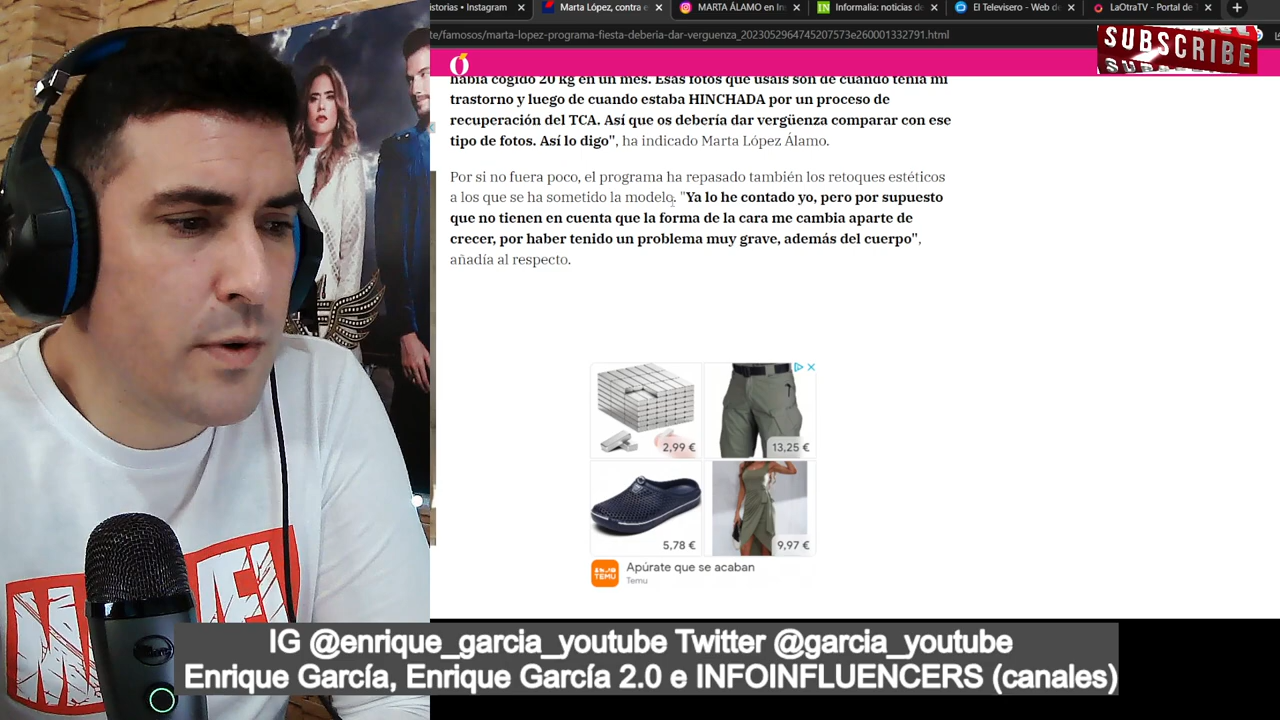 istorias • Instagram
Marta López, contra e
MARTA ÁLAMO en In
Informalia: noticias de
El Televisero - Web de
LaOtraTV - Portal de T
te/famosos/marta-lopez-programa-fiesta-deberia-dar-verguenza_2023052964745207573e260001332791.html
SUBSCRIBE
había cogido 20 kg en un mes. Esas fotos que usáis son de cuando tenía mi
trastorno y luego de cuando estaba HINCHADA por un proceso de
recuperación del TCA. Así que os debería dar vergüenza comparar con ese
tipo de fotos. Así lo digo", ha indicado Marta López Álamo.
Por si no fuera poco, el programa ha repasado también los retoques estéticos
a los que se ha sometido la modelo. "Ya lo he contado yo, pero por supuesto
que no tienen en cuenta que la forma de la cara me cambia aparte de
crecer, por haber tenido un problema muy grave, además del cuerpo",
añadía al respecto.
2,99 €
13,25 €
5,78 €
9,97 €
TEMU
Apúrate que se acaban
Temu
IG @enrique_garcia_youtube Twitter @garcia_youtube
Enrique García, Enrique García 2.0 e INFOINFLUENCERS (canales)